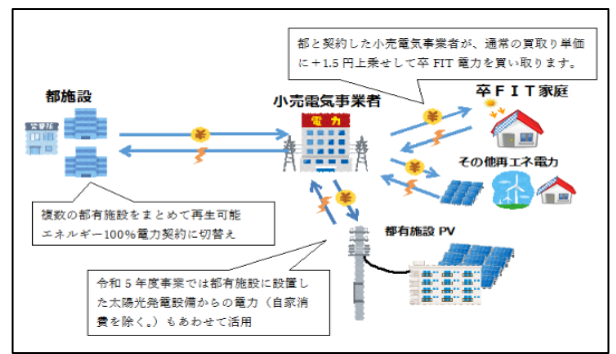 都と契約した小売電気事業者が、通常の買取り単価
に＋1.5 円上乗せして卒 FIT 電力を買い取ります。
都施設
小売電気事業者
卒ＦＩＴ家庭
電力
¥
¥
その他再エネ電力
¥
¥
複数の都有施設をまとめて再生可能
エネルギー100％電力契約に切替え
都有施設 PV
令和 5 年度事業では都有施設に設置し
た太陽光発電設備からの電力（自家消
費を除く。）もあわせて活用